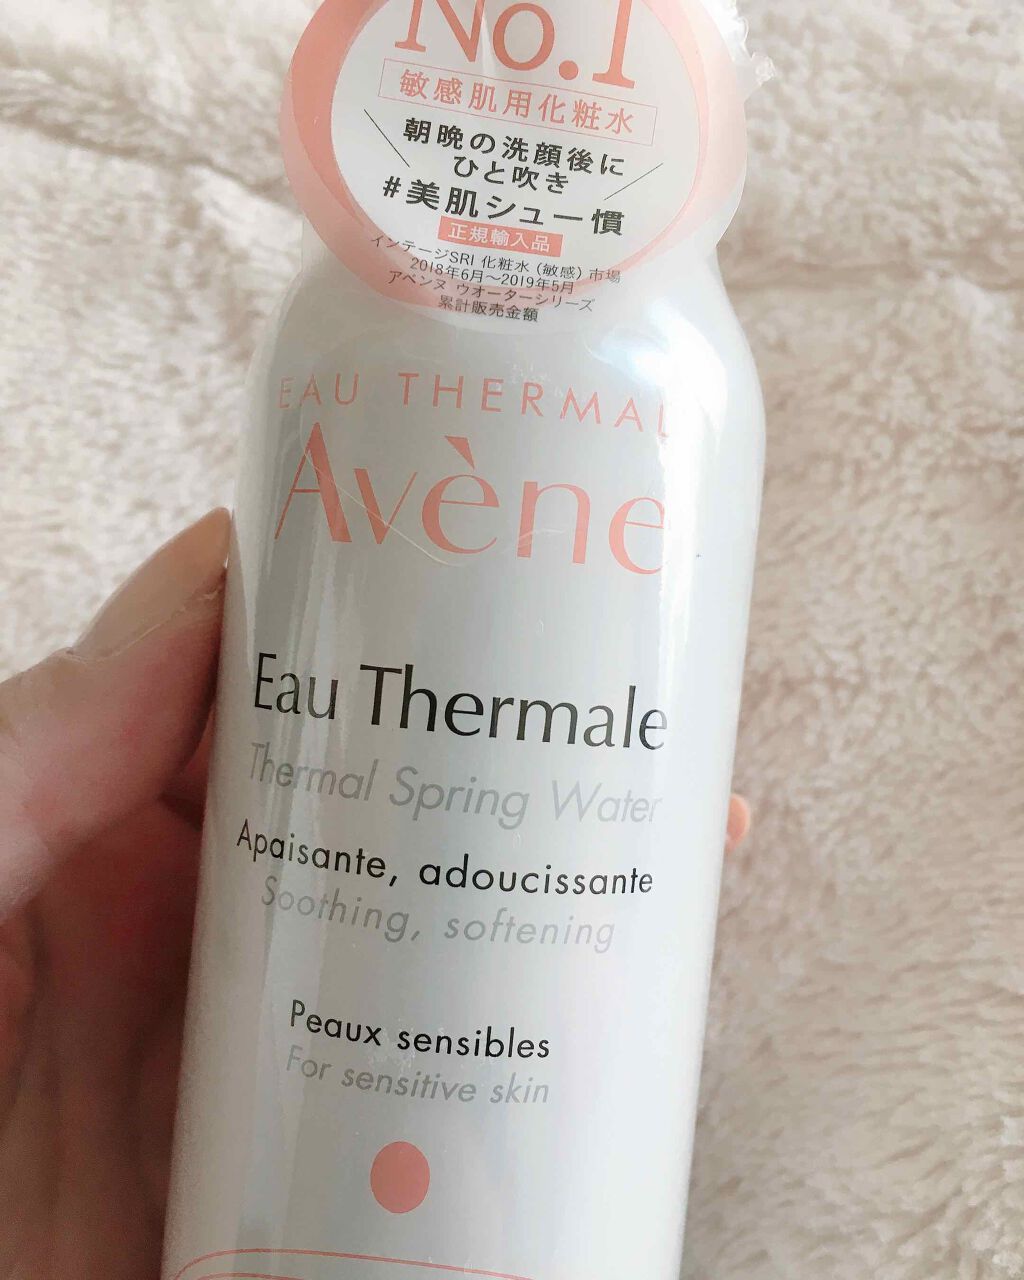 No.1
敏感肌用化粧水
朝晩の洗顔後に
ひと吹き
#美肌シュー慣
正規輸入品
インテージSRI 化粧水（敏感）市場
2018年6月～2019年5月
アベンヌ ウオーターシリーズ
累計販売金額
EAU THERMAL
Avène
Eau Thermale
Thermal Spring Water
Apaisante, adoucissante
Soothing, softening
Peaux sensibles
For sensitive skin